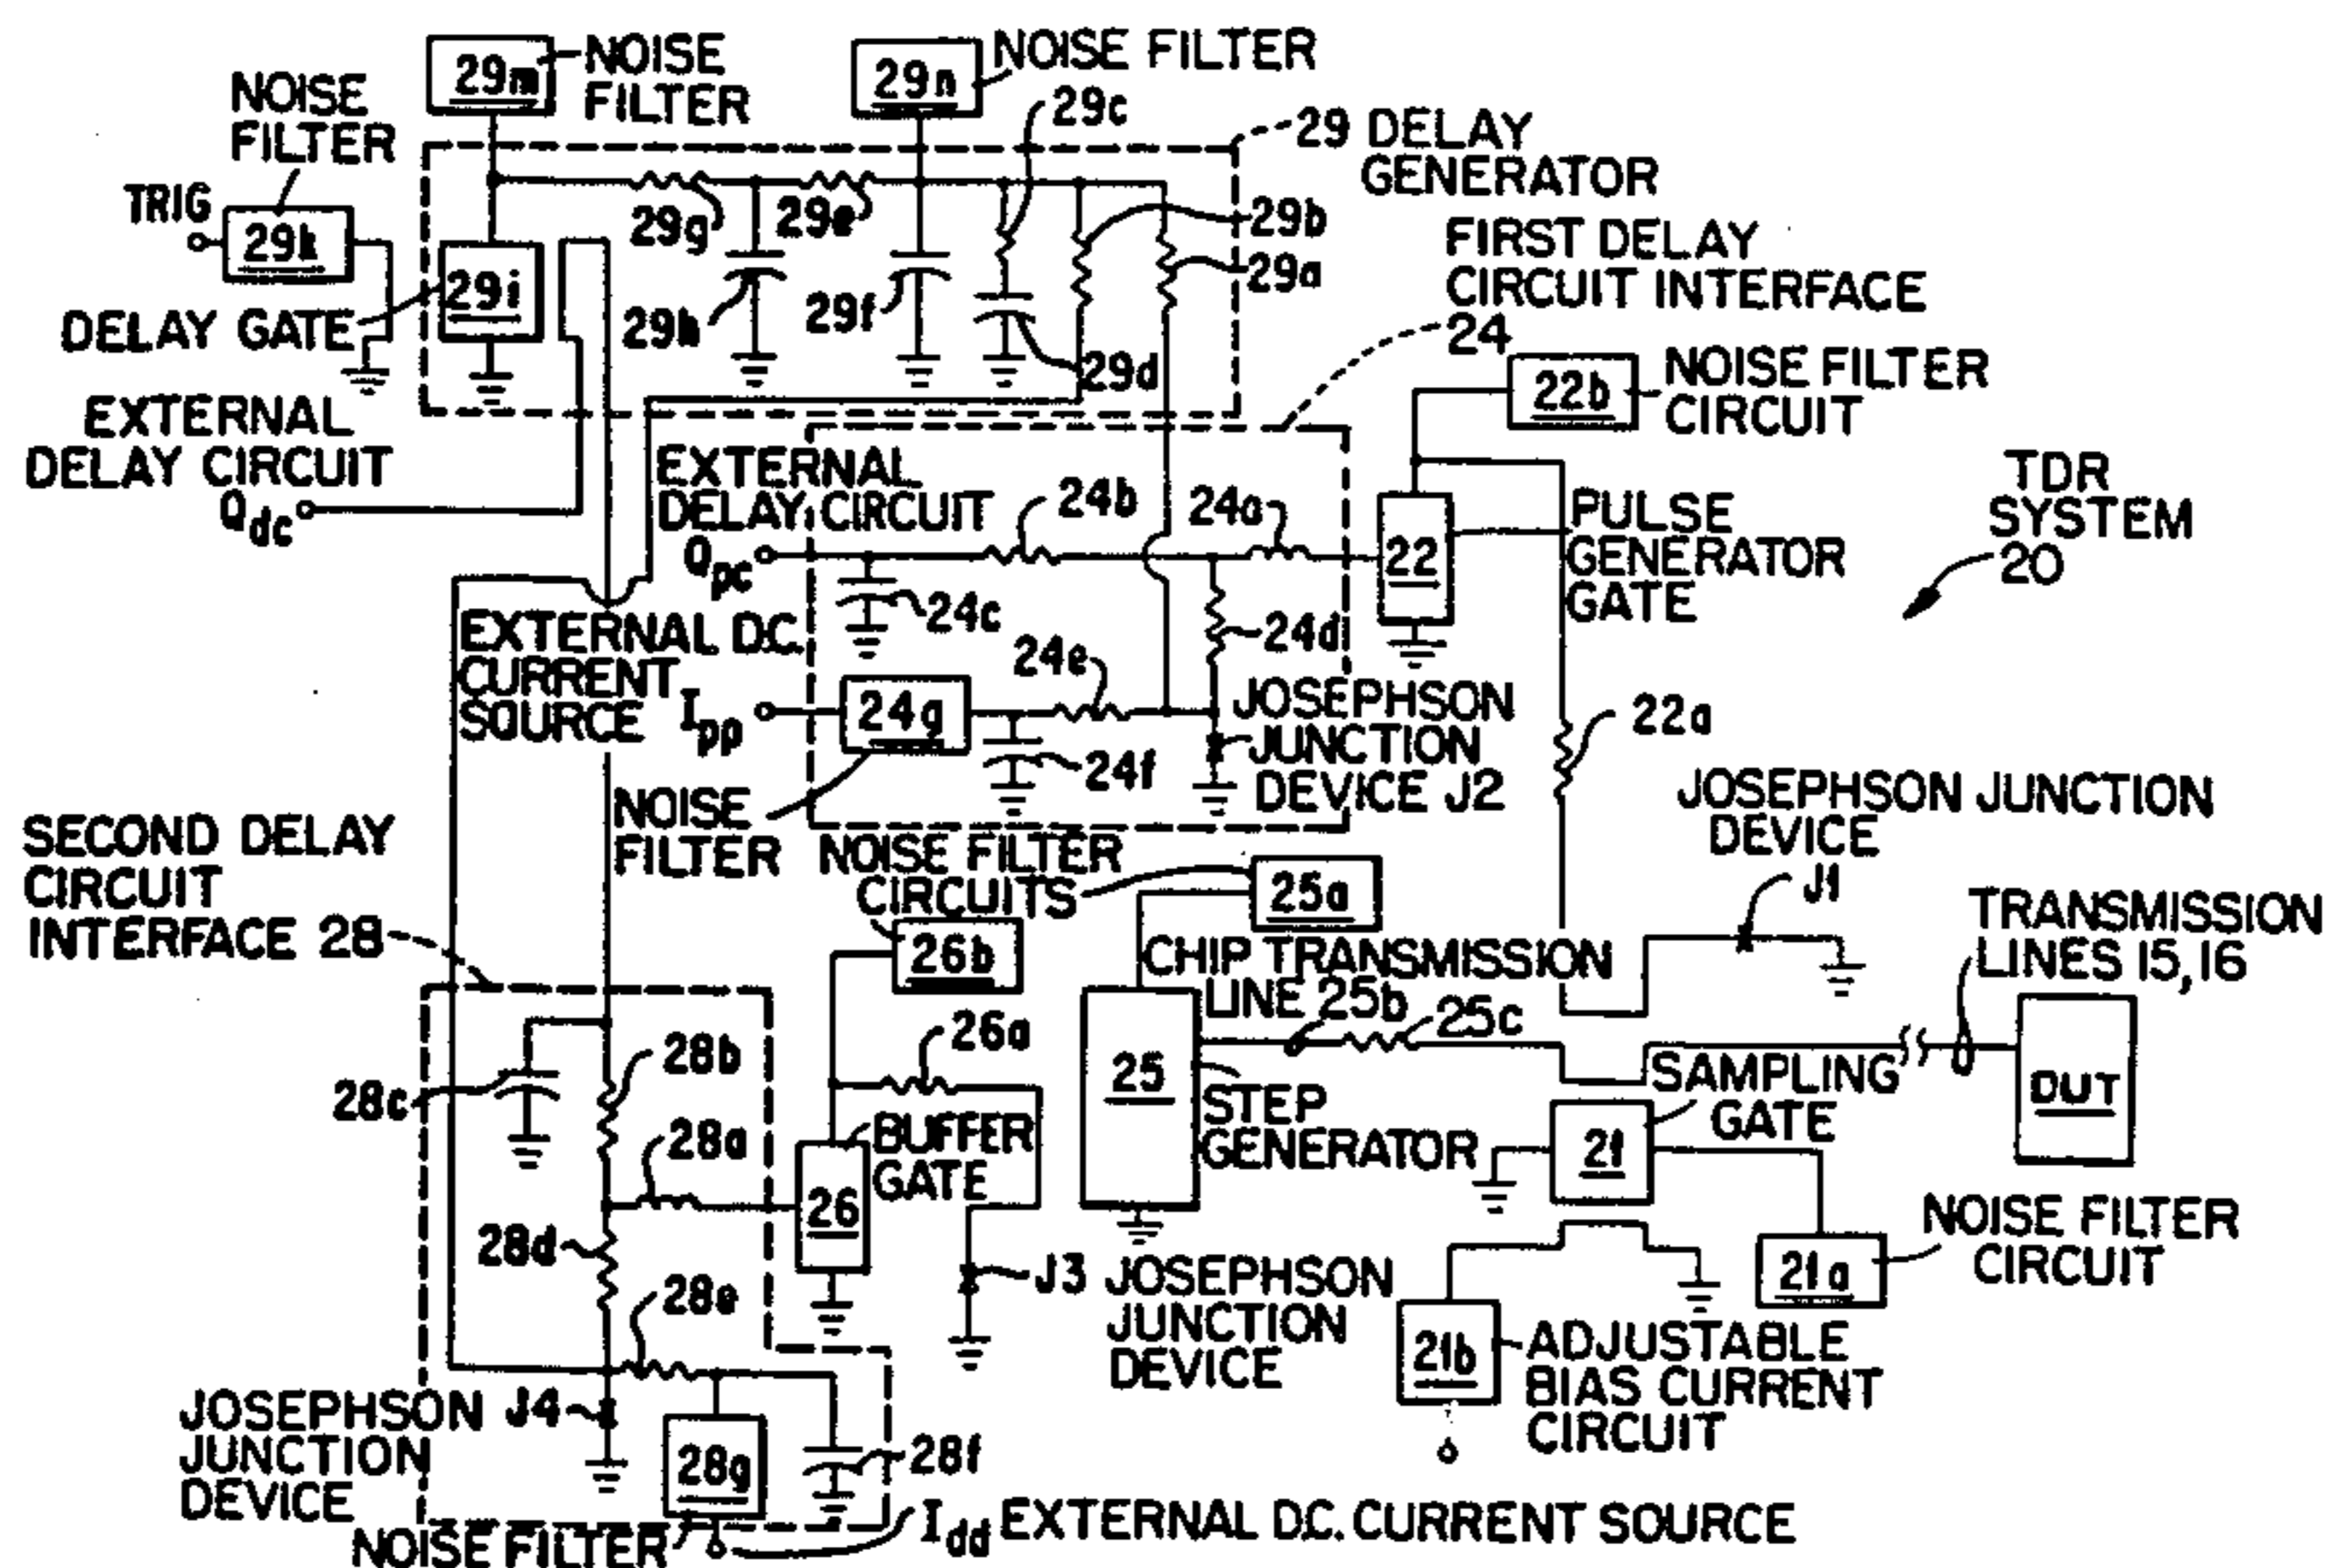 29m
NOISE
FILTER
29n
NOISE FILTER
NOISE
FILTER
29c
29 DELAY
GENERATOR
TRIG
29k
29g
29e
29b
29a
29i
DELAY GATE
29h
29f
29d
FIRST DELAY
CIRCUIT INTERFACE
24
22b
NOISE FILTER
CIRCUIT
EXTERNAL
DELAY CIRCUIT
Qdc
EXTERNAL
DELAY CIRCUIT
Qpc
24b
24a
22
PULSE
GENERATOR
GATE
TDR
SYSTEM
20
24c
24d
EXTERNAL D.C.
CURRENT
SOURCE
Ipp
24g
24e
24f
JOSEPHSON
JUNCTION
DEVICE J2
22a
NOISE
FILTER
JOSEPHSON JUNCTION
DEVICE
J1
SECOND DELAY
CIRCUIT
INTERFACE 28
NOISE FILTER
CIRCUITS
25a
26b
CHIP TRANSMISSION
LINE 25b
25c
TRANSMISSION
LINES 15,16
28b
26a
25
STEP
GENERATOR
SAMPLING
GATE
DUT
28c
28a
BUFFER
GATE
26
21
28d
28e
J3 JOSEPHSON
JUNCTION
DEVICE
NOISE FILTER
CIRCUIT
21a
21b
ADJUSTABLE
BIAS CURRENT
CIRCUIT
JOSEPHSON J4
JUNCTION
DEVICE
28g
28f
NOISE FILTER
Idd EXTERNAL D.C. CURRENT SOURCE